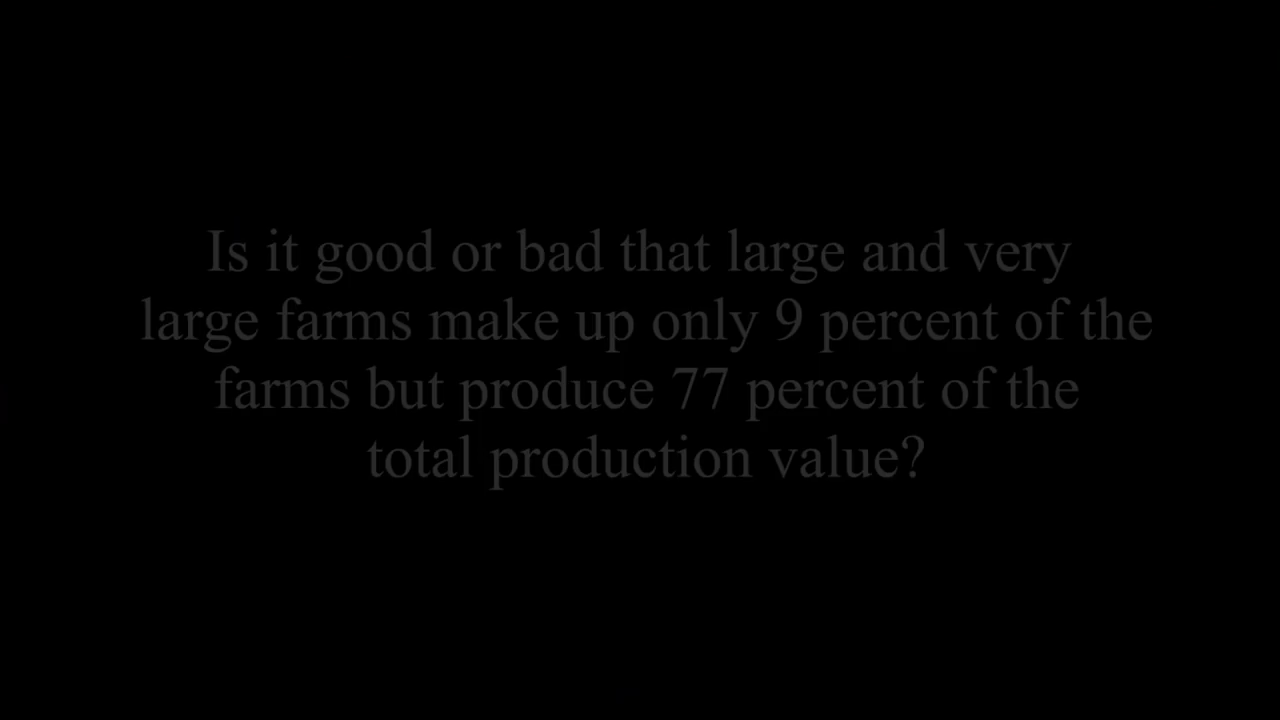 Is it good or bad that large and very
large farms make up only 9 percent of the
farms but produce 77 percent of the
total production value?